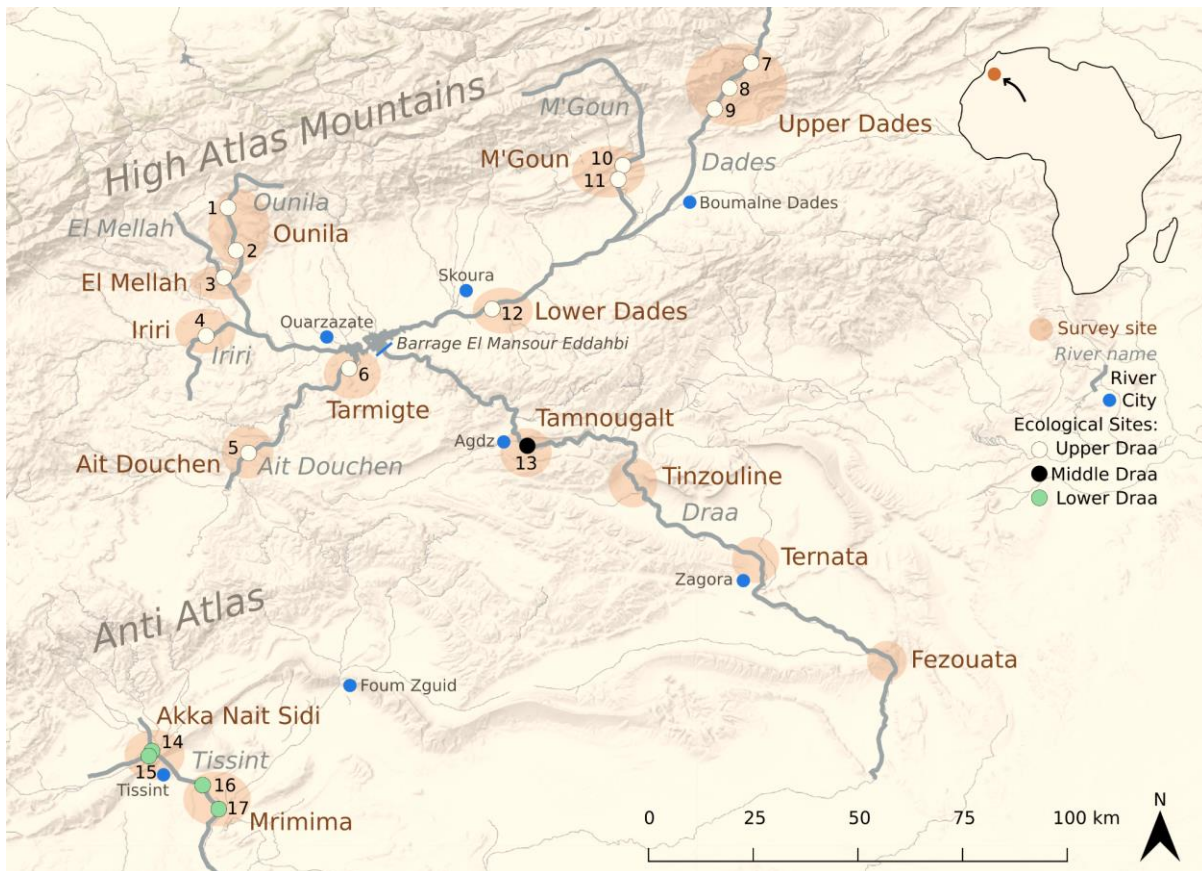 High Atlas Mountains
M'Goun
7
8
9
Upper Dades
M'Goun
10
11
Dades
Boumalne Dades
1
Ounila
El Mellah
Ounila
2
El Mellah
3
Skoura
Iriri
4
Iriri
Ouarzazate
12
Lower Dades
Barrage El Mansour Eddahbi
6
Tarmigte
Tamnougalt
Agdz
13
5
Ait Douchen
Ait Douchen
Tinzouline
Draa
Ternata
Zagora
Anti Atlas
Fezouata
Foum Zguid
Akka Nait Sidi
14
Tissint
15
Tissint
16
17
Mrimima
Survey site
River name
River
City
Ecological Sites:
Upper Draa
Middle Draa
Lower Draa
0 25 50 75 100 km
N